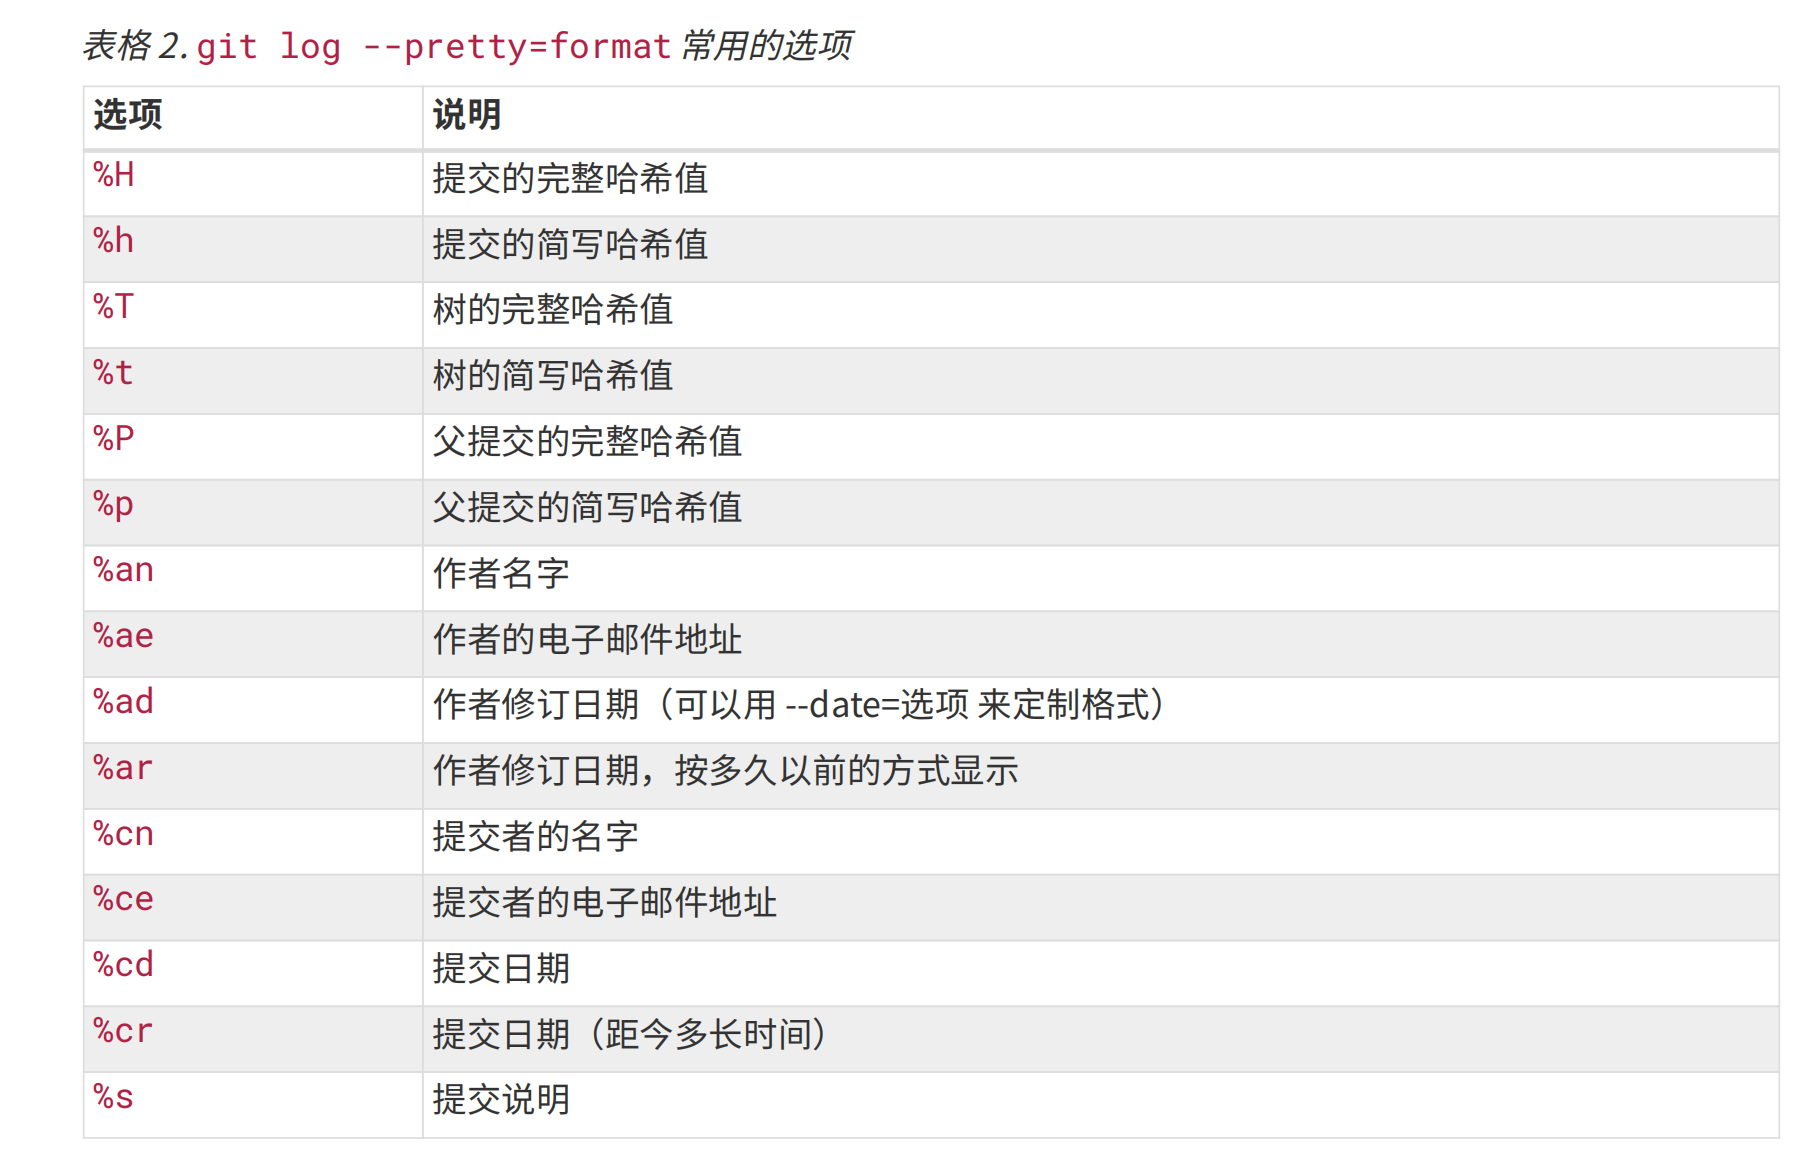 表格 2. git log --pretty=format 常用的选项
选项 说明
%H 提交的完整哈希值
%h 提交的简写哈希值
%T 树的完整哈希值
%t 树的简写哈希值
%P 父提交的完整哈希值
%p 父提交的简写哈希值
%an 作者名字
%ae 作者的电子邮件地址
%ad 作者修订日期（可以用 --date=选项 来定制格式）
%ar 作者修订日期，按多久以前的方式显示
%cn 提交者的名字
%ce 提交者的电子邮件地址
%cd 提交日期
%cr 提交日期（距今多长时间）
%s 提交说明